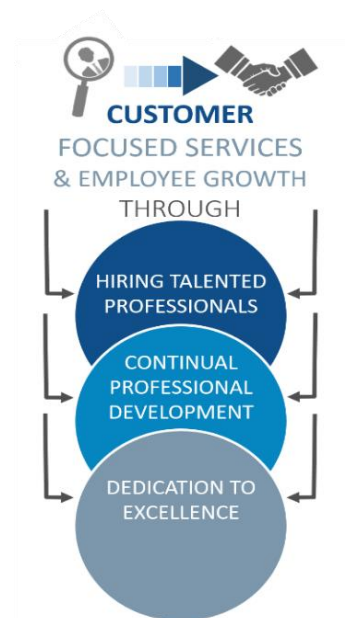 CUSTOMER
FOCUSED SERVICES
& EMPLOYEE GROWTH
THROUGH
HIRING TALENTED
PROFESSIONALS
CONTINUAL
PROFESSIONAL
DEVELOPMENT
DEDICATION TO
EXCELLENCE